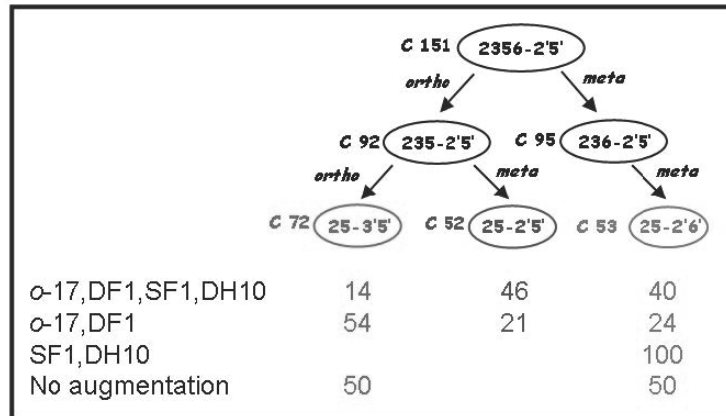 C 151 2356-2'5'
ortho meta
C 92 235-2'5' C 95 236-2'5'
ortho meta meta
C 72 25-3'5' C 52 25-2'5' C 53 25-2'6'
o-17,DF1,SF1,DH10 14 46 40
o-17,DF1 54 21 24
SF1,DH10 100
No augmentation 50 50